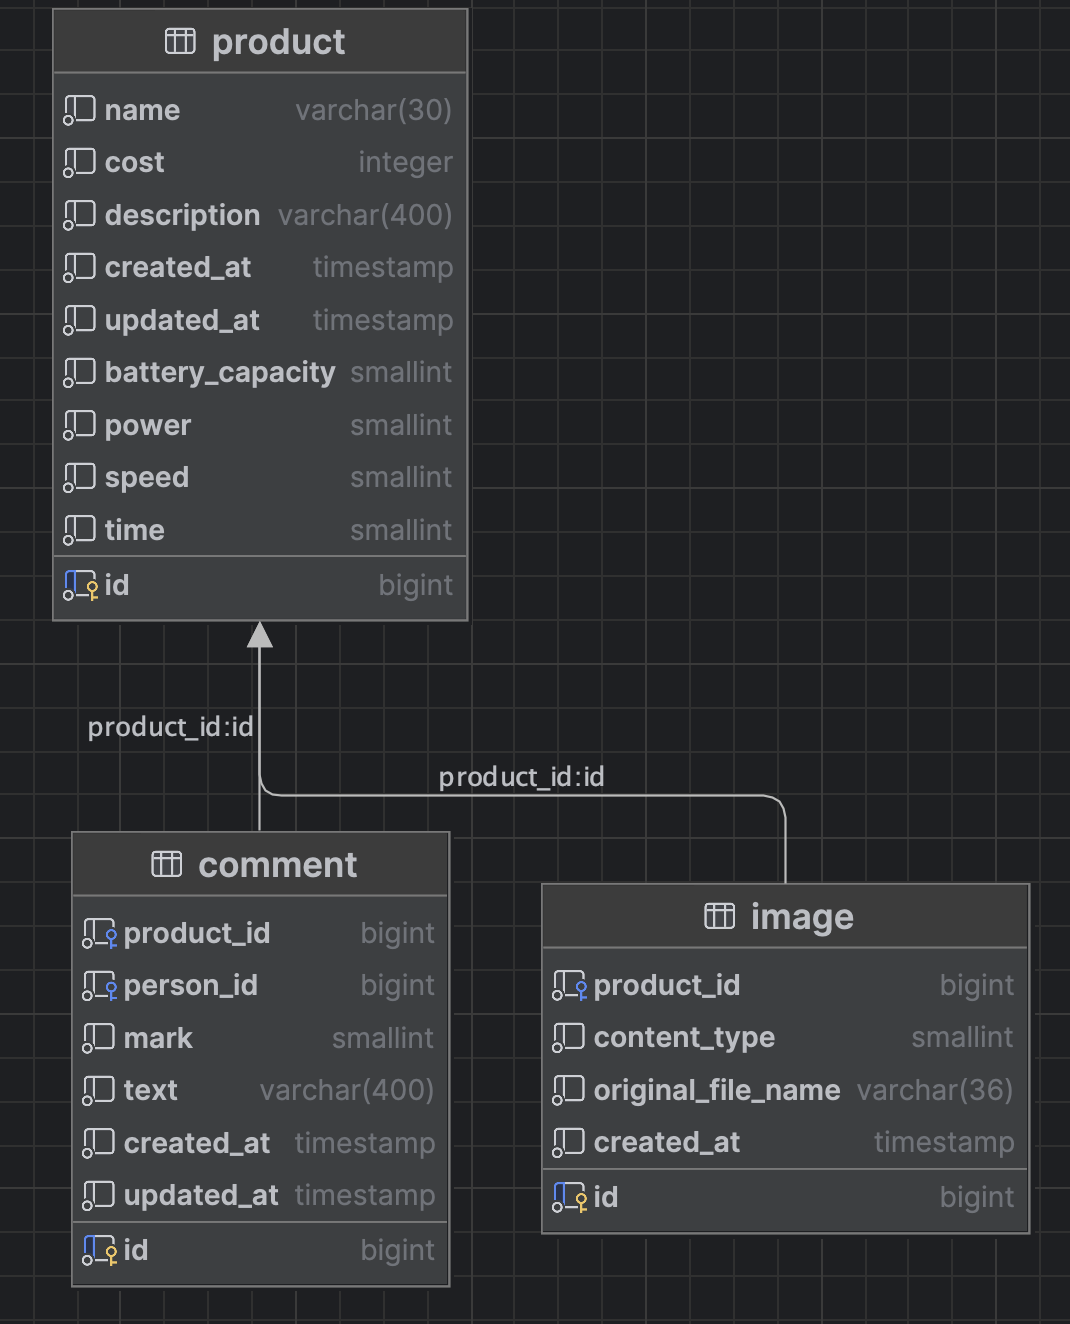 product
name varchar(30)
cost integer
description varchar(400)
created_at timestamp
updated_at timestamp
battery_capacity smallint
power smallint
speed smallint
time smallint
id bigint
product_id:id
product_id:id
comment
product_id bigint
person_id bigint
mark smallint
text varchar(400)
created_at timestamp
updated_at timestamp
id bigint
image
product_id bigint
content_type smallint
original_file_name varchar(36)
created_at timestamp
id bigint